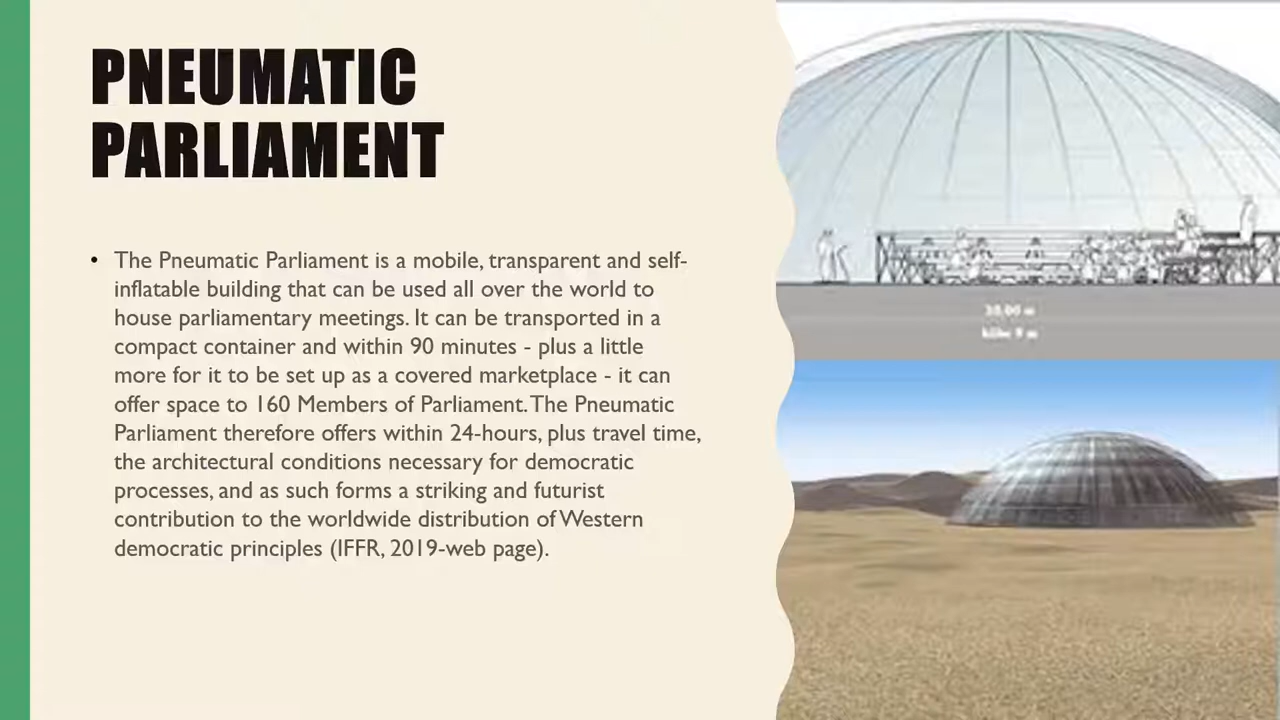 PNEUMATIC
PARLIAMENT
• The Pneumatic Parliament is a mobile, transparent and self-
inflatable building that can be used all over the world to
house parliamentary meetings. It can be transported in a
compact container and within 90 minutes - plus a little
more for it to be set up as a covered marketplace - it can
offer space to 160 Members of Parliament. The Pneumatic
Parliament therefore offers within 24-hours, plus travel time,
the architectural conditions necessary for democratic
processes, and as such forms a striking and futurist
contribution to the worldwide distribution of Western
democratic principles (IFFR, 2019-web page).